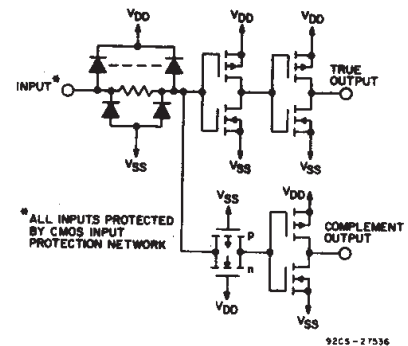 VDD
VDD
VDD
INPUT*
TRUE
OUTPUT
VSS
VSS
VSS
VSS
VDD
*ALL INPUTS PROTECTED
BY CMOS INPUT
PROTECTION NETWORK
p
n
COMPLEMENT
OUTPUT
VDD
VSS
92CS-27536